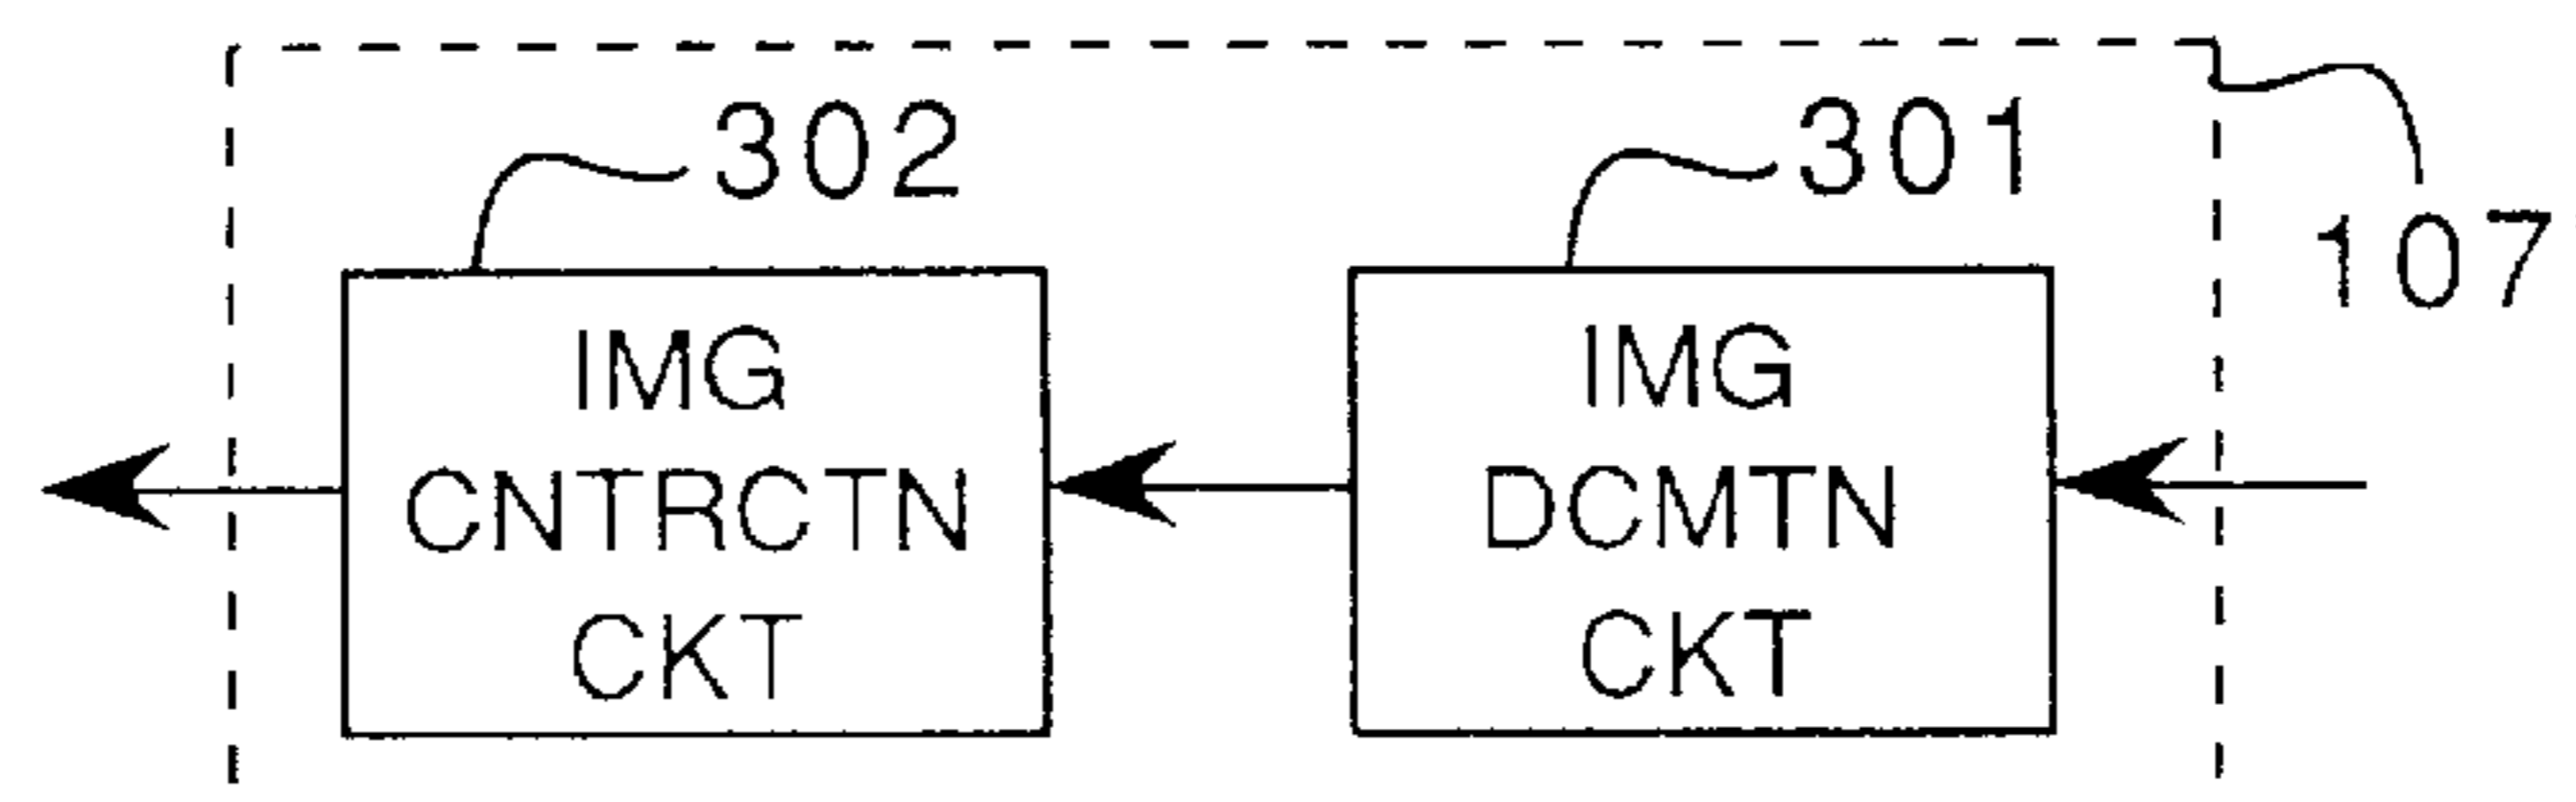 302
301
107
IMG
CNTRCTN
CKT
IMG
DCMTN
CKT